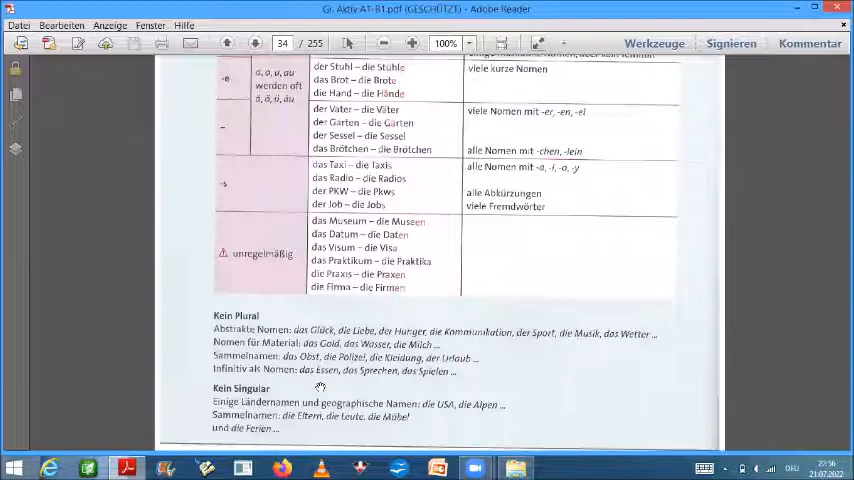 Gr. Aktiv A1-B1.pdf (GESCHÜTZT) - Adobe Reader
Datei Bearbeiten Anzeige Fenster Hilfe
34 / 255 100% Werkzeuge Signieren Kommentar
-e
a, o, u, au
werden oft
ä, ö, ü, äu
der Stuhl – die Stühle
das Brot – die Brote
die Hand – die Hände
viele kurze Nomen
–
der Vater – die Väter
der Garten – die Gärten
der Sessel – die Sessel
das Brötchen – die Brötchen
viele Nomen mit -er, -en, -el
alle Nomen mit -chen, -lein
-s
das Taxi – die Taxis
das Radio – die Radios
der PKW – die Pkws
der Job – die Jobs
alle Nomen mit -a, -i, -o, -y
alle Abkürzungen
viele Fremdwörter
unregelmäßig
das Museum – die Museen
das Datum – die Daten
das Visum – die Visa
das Praktikum – die Praktika
die Praxis – die Praxen
die Firma – die Firmen
Kein Plural
Abstrakte Nomen: das Glück, die Liebe, der Hunger, die Kommunikation, der Sport, die Musik, das Wetter ...
Nomen für Material: das Gold, das Wasser, die Milch ...
Sammelnamen: das Obst, die Polizei, die Kleidung, der Urlaub ...
Infinitiv als Nomen: das Essen, das Sprechen, das Spielen ...
Kein Singular
Einige Ländernamen und geographische Namen: die USA, die Alpen ...
Sammelnamen: die Eltern, die Leute, die Möbel
und die Ferien ...
DEU
22:56
21.07.2022